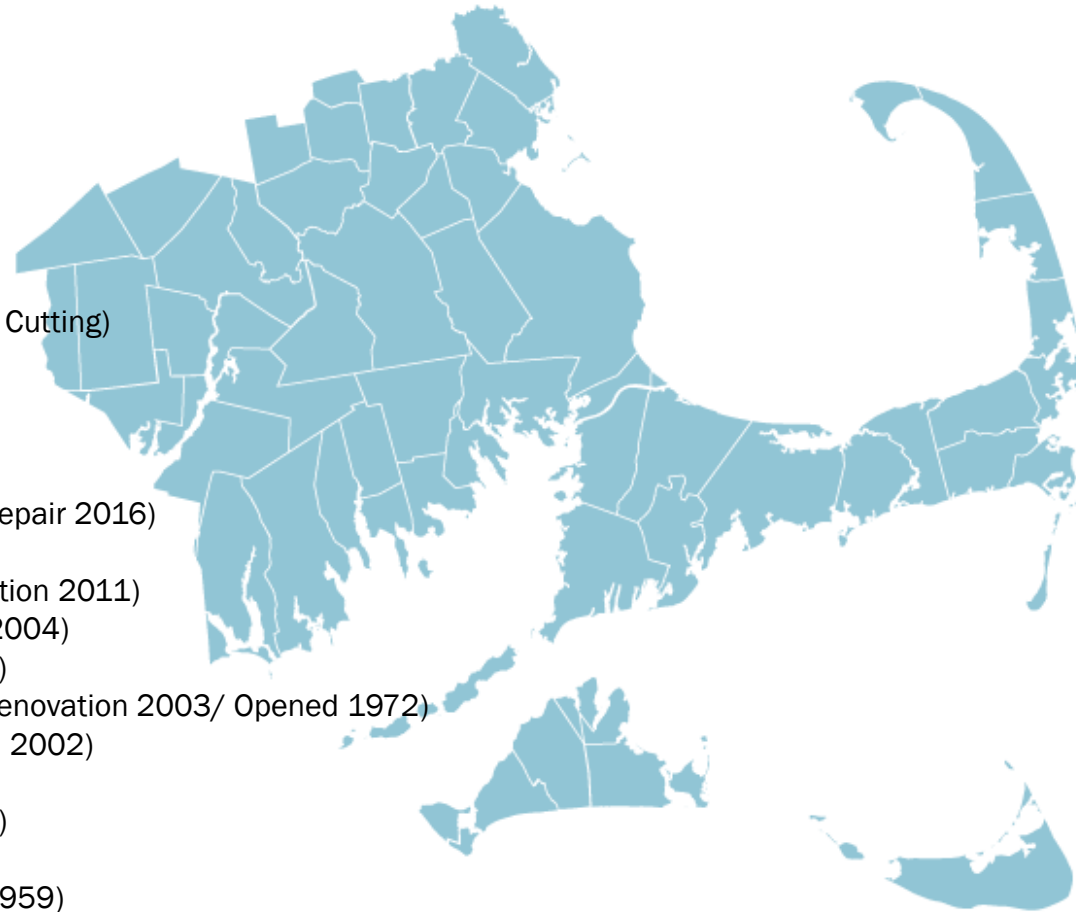 Cutting)
epair 2016)
tion 2011)
2004)
)
enovation 2003/ Opened 1972)
2002)
)
959)